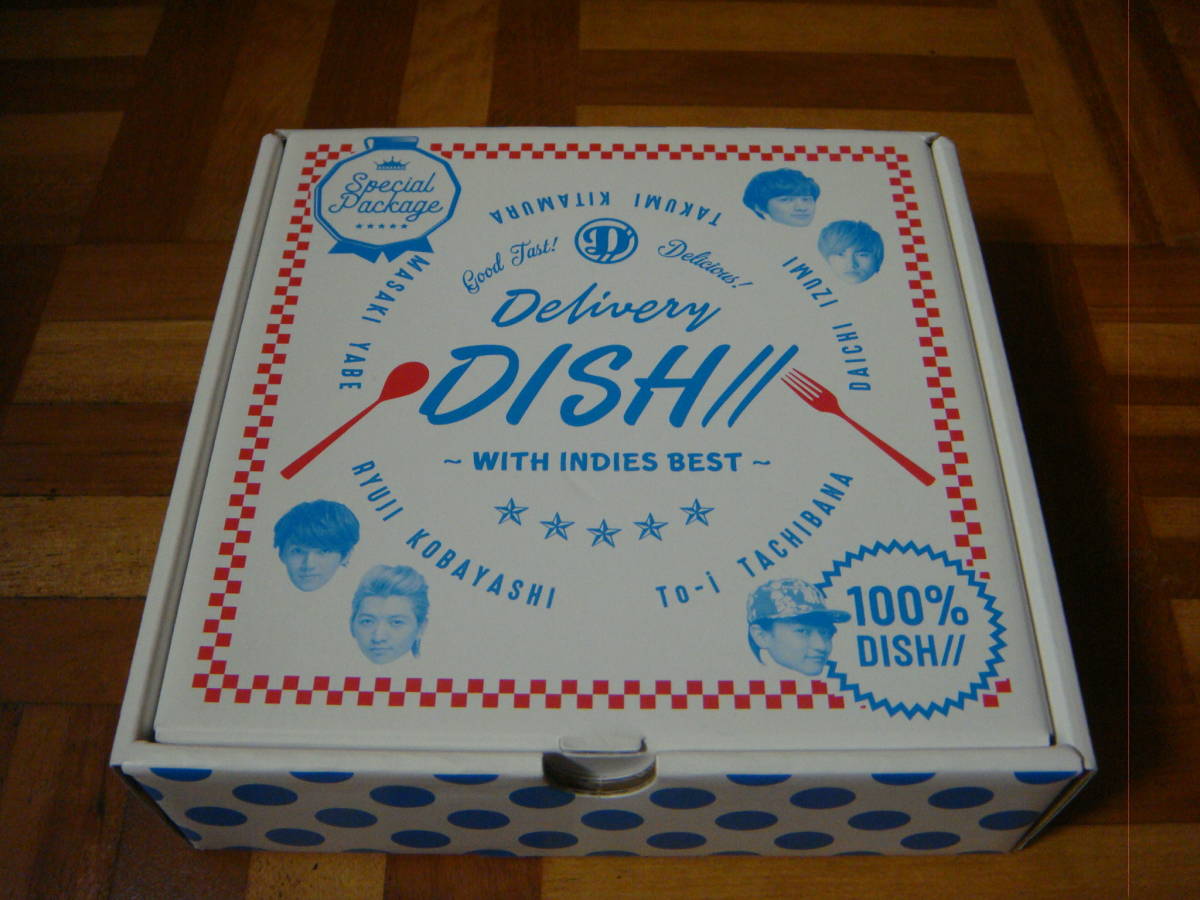 Special
Package
TAKUMI KITAMURA
D
Good Tast!
Delicious!
MASAKI YABE
DAICHI IZUMI
Delivery
DISH//
~ WITH INDIES BEST ~
RYUJI KOBAYASHI
To-i TACHIBANA
100%
DISH//